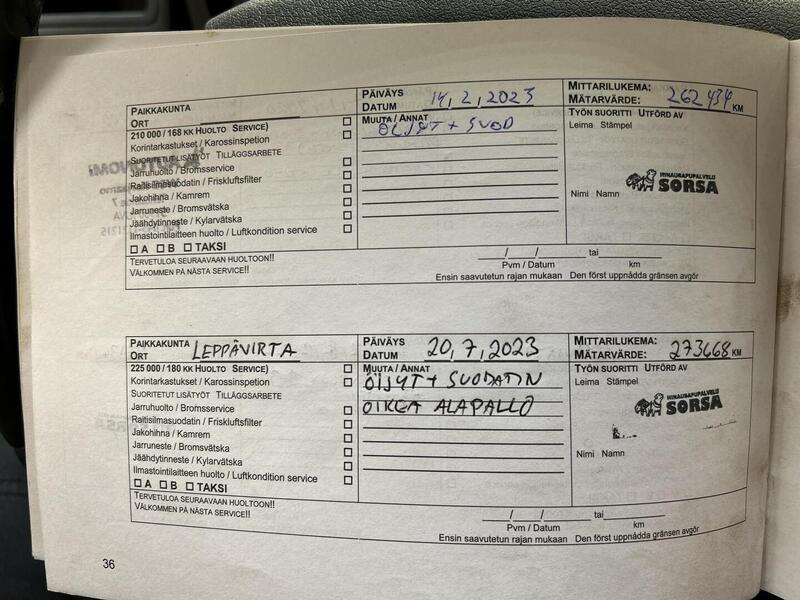 PAIKKAKUNTA
ORT
PÄIVÄYS
DATUM 14,2,2023
MITTARILUKEMA:
MÄTARVÄRDE: 262 434 KM
210 000 / 168 KK HUOLTO SERVICE)
Korintarkastukset / Karossinspetion
SUORITETUT LISÄTYÖT TILLÄGGSARBETE
Jarruhuolto / Bromsservice
Raitisilmasuodatin / Friskluftsfilter
Jakohihna / Kamrem
Jarruneste / Bromsvätska
Jäähdytinneste / Kylarvätska
Ilmastointilaitteen huolto / Luftkondition service
A B TAKSI
TERVETULOA SEURAAVAAN HUOLTOON!!
VÄLKOMMEN PÅ NÄSTA SERVICE!!
MUUTA / ANNAT
ÖLJYT + SUOD
TYÖN SUORITTI UTFÖRD AV
Leima Stämpel
HINAUSAPUPALVELU
SORSA
Nimi Namn
/ / tai
Pvm / Datum km
Ensin saavutetun rajan mukaan Den först uppnådda gränsen avgör
PAIKKAKUNTA
ORT LEPPÄVIRTA
PÄIVÄYS
DATUM 20,7,2023
MITTARILUKEMA:
MÄTARVÄRDE: 273668 KM
225 000 / 180 KK HUOLTO SERVICE)
Korintarkastukset / Karossinspetion
SUORITETUT LISÄTYÖT TILLÄGGSARBETE
Jarruhuolto / Bromsservice
Raitisilmasuodatin / Friskluftsfilter
Jakohihna / Kamrem
Jarruneste / Bromsvätska
Jäähdytinneste / Kylarvätska
Ilmastointilaitteen huolto / Luftkondition service
A B TAKSI
TERVETULOA SEURAAVAAN HUOLTOON!!
VÄLKOMMEN PÅ NÄSTA SERVICE!!
MUUTA / ANNAT
ÖLJYT + SUODATIN
OIKEA ALAPALLO
TYÖN SUORITTI UTFÖRD AV
Leima Stämpel
HINAUSAPUPALVELU
SORSA
Nimi Namn
/ / tai
Pvm / Datum km
Ensin saavutetun rajan mukaan Den först uppnådda gränsen avgör
36